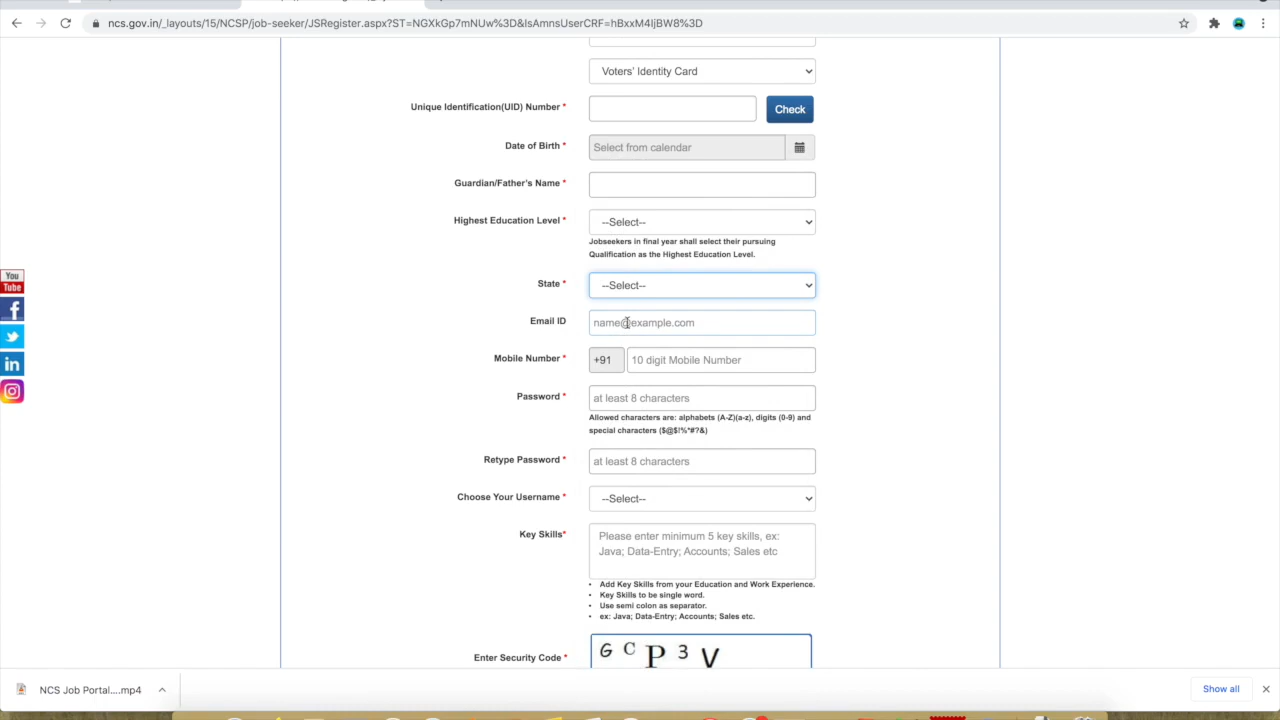 ncs.gov.in/_layouts/15/NCSP/job-seeker/JSRegister.aspx?ST=NGXkGp7mNUw%3D&IsAmnsUserCRF=hBxxM4IjBW8%3D
Voters' Identity Card
Unique Identification(UID) Number *
Check
Date of Birth *
Select from calendar
Guardian/Father's Name *
Highest Education Level *
--Select--
Jobseekers in final year shall select their pursuing
Qualification as the Highest Education Level.
You
Tube
State *
--Select--
Email ID
name@example.com
Mobile Number *
+91
10 digit Mobile Number
Password *
at least 8 characters
Allowed characters are: alphabets (A-Z)(a-z), digits (0-9) and
special characters ($@$!%*#?&)
Retype Password *
at least 8 characters
Choose Your Username *
--Select--
Key Skills*
Please enter minimum 5 key skills, ex:
Java; Data-Entry; Accounts; Sales etc
• Add Key Skills from your Education and Work Experience.
• Key Skills to be single word.
• Use semi colon as separator.
• ex: Java; Data-Entry; Accounts; Sales etc.
Enter Security Code *
G C P 3 V
NCS Job Portal....mp4
Show all